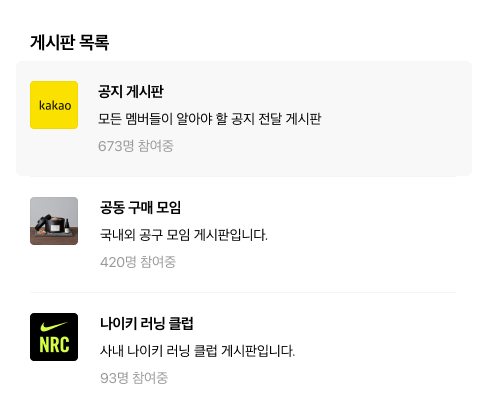 게시판 목록
kakao
공지 게시판
모든 멤버들이 알아야 할 공지 전달 게시판
673명 참여중
공동 구매 모임
국내외 공구 모임 게시판입니다.
420명 참여중
NRC
나이키 러닝 클럽
사내 나이키 러닝 클럽 게시판입니다.
93명 참여중